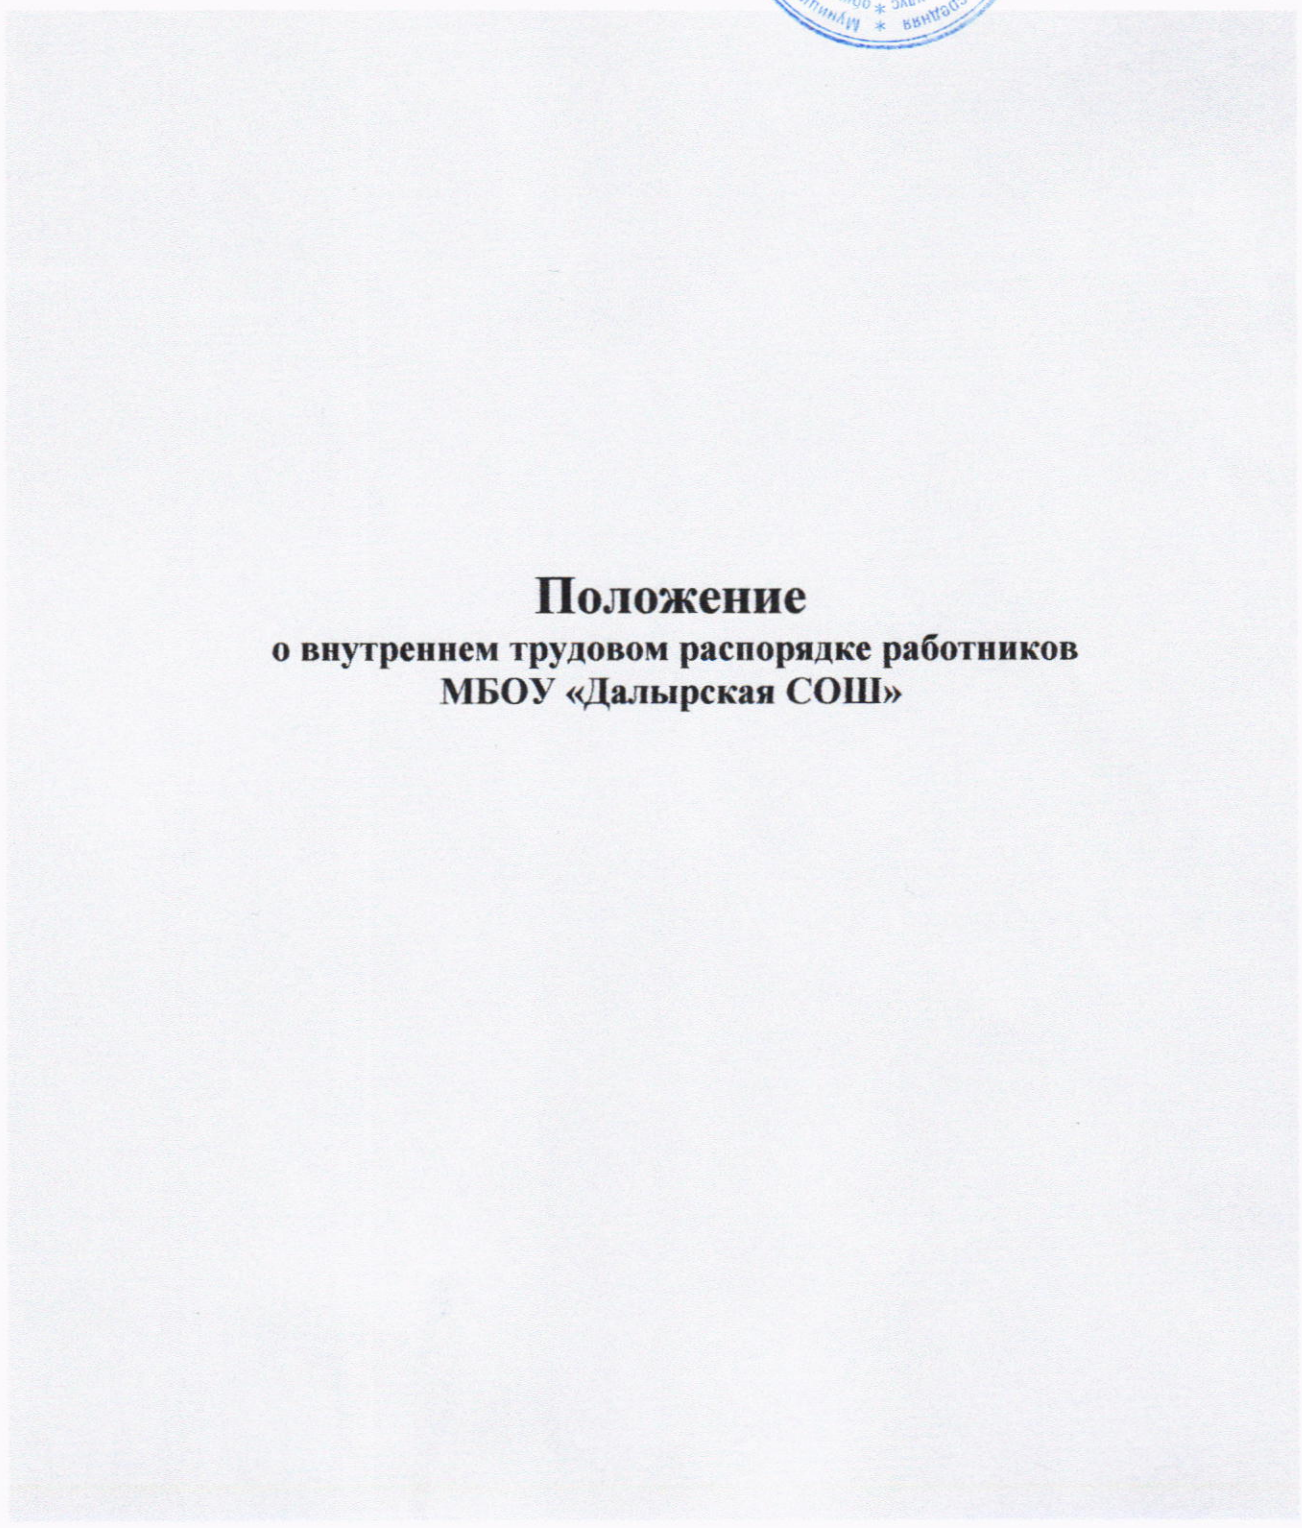 Положение
о внутреннем трудовом распорядке работников
МБОУ «Далырская СОШ»